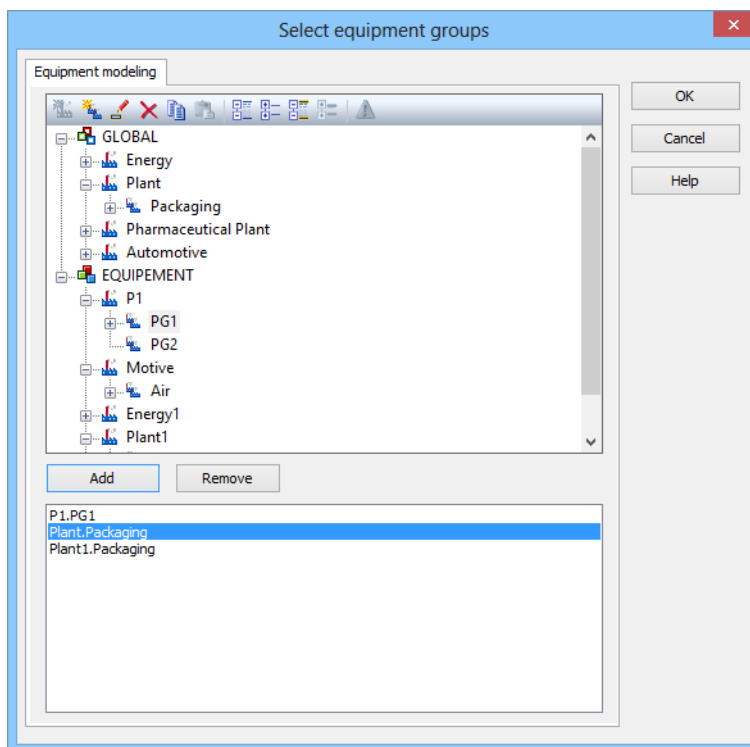 Select equipment groups
Equipment modeling
OK
Cancel
Help
GLOBAL
Energy
Plant
Packaging
Pharmaceutical Plant
Automotive
EQUIPEMENT
P1
PG1
PG2
Motive
Air
Energy1
Plant1
Add
Remove
P1.PG1
Plant.Packaging
Plant1.Packaging